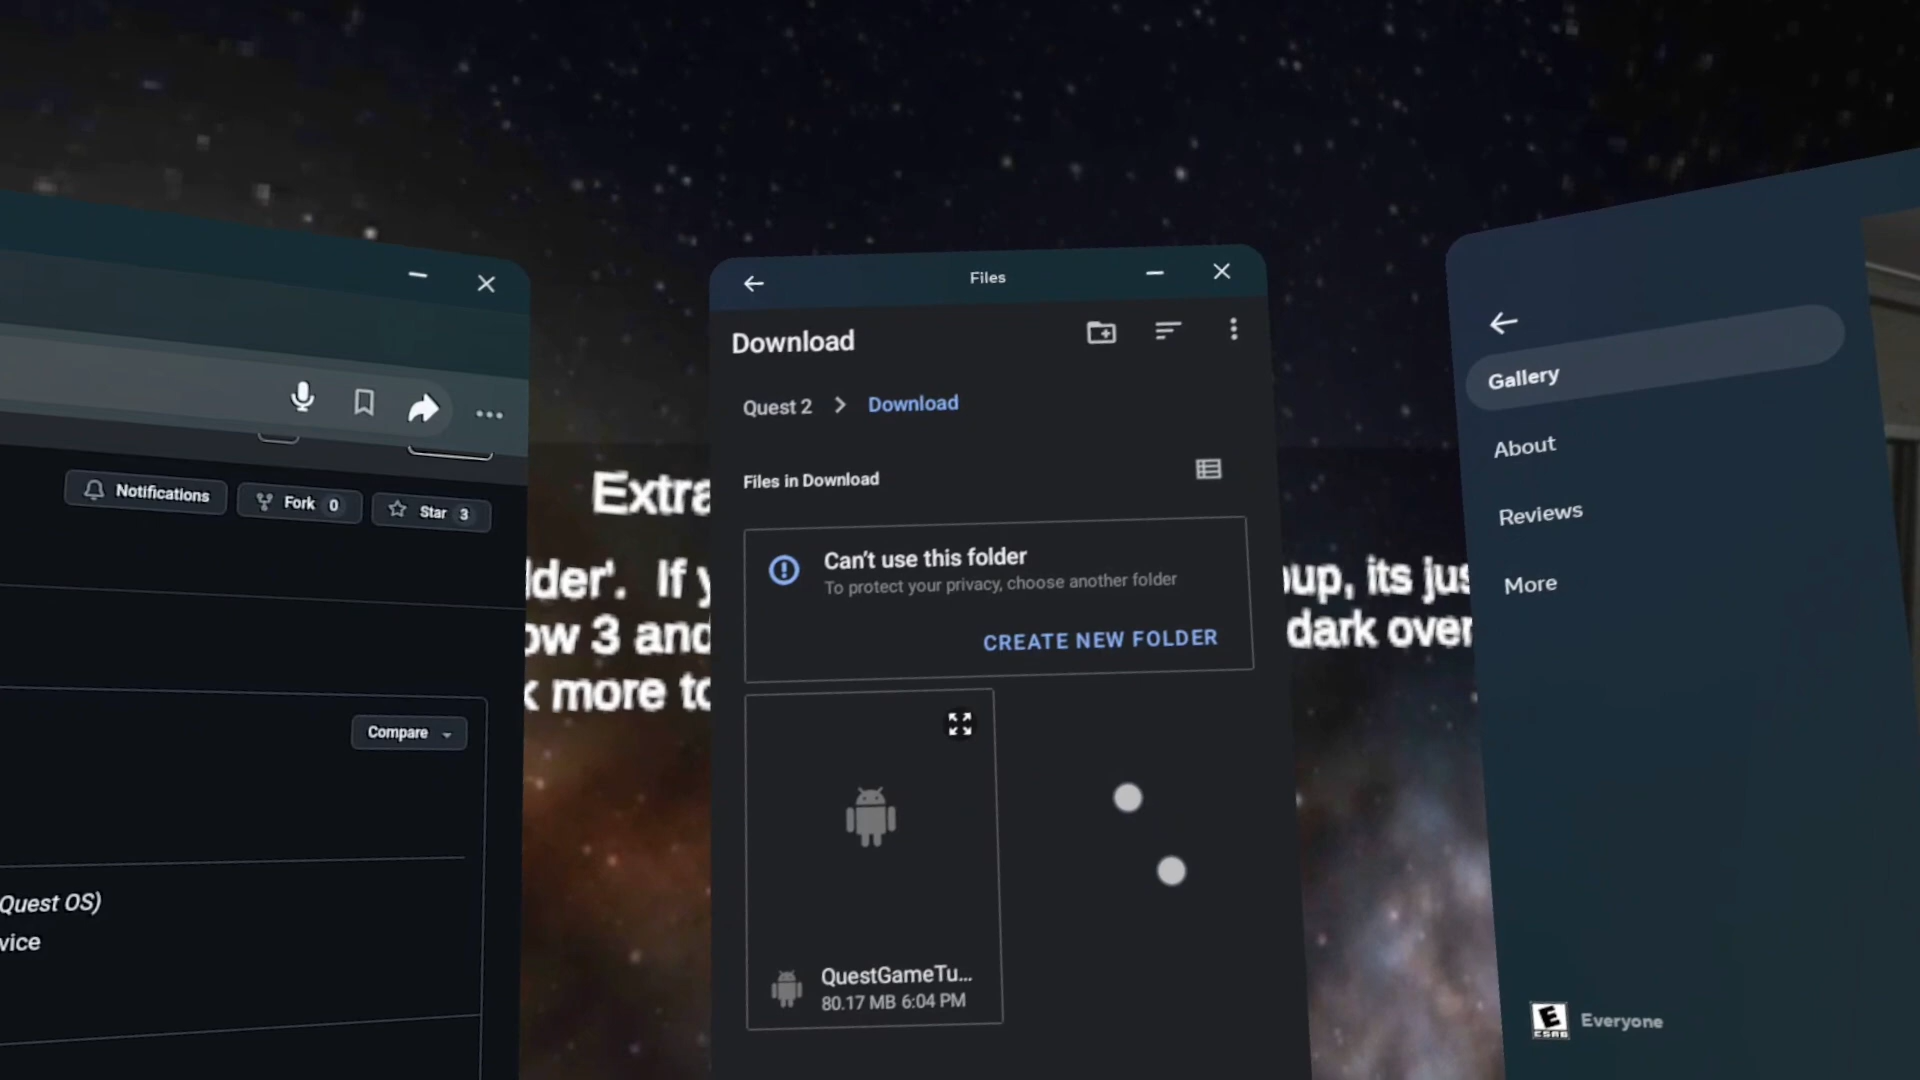 Notifications
Fork 0
Star 3
Compare
Quest OS)
vice
Extra
lder'. If y
ow 3 and
more to
Files
Download
Quest 2 > Download
Files in Download
Can't use this folder
To protect your privacy, choose another folder
CREATE NEW FOLDER
QuestGameTu...
80.17 MB 6:04 PM
oup, its jus
dark over
Gallery
About
Reviews
More
E
ESRB
Everyone